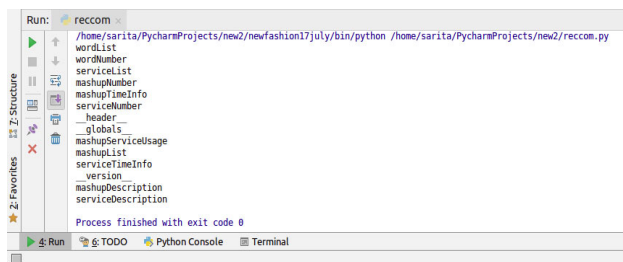 Run: reccom
/home/sarita/PycharmProjects/new2/newfashion17july/bin/python /home/sarita/PycharmProjects/new2/reccom.py
wordList
wordNumber
serviceList
mashupNumber
mashupTimeInfo
serviceNumber
__header__
__globals__
mashupServiceUsage
mashupList
serviceTimeInfo
__version__
mashupDescription
serviceDescription
Process finished with exit code 0
7: Structure
2: Favorites
4: Run 6: TODO Python Console Terminal